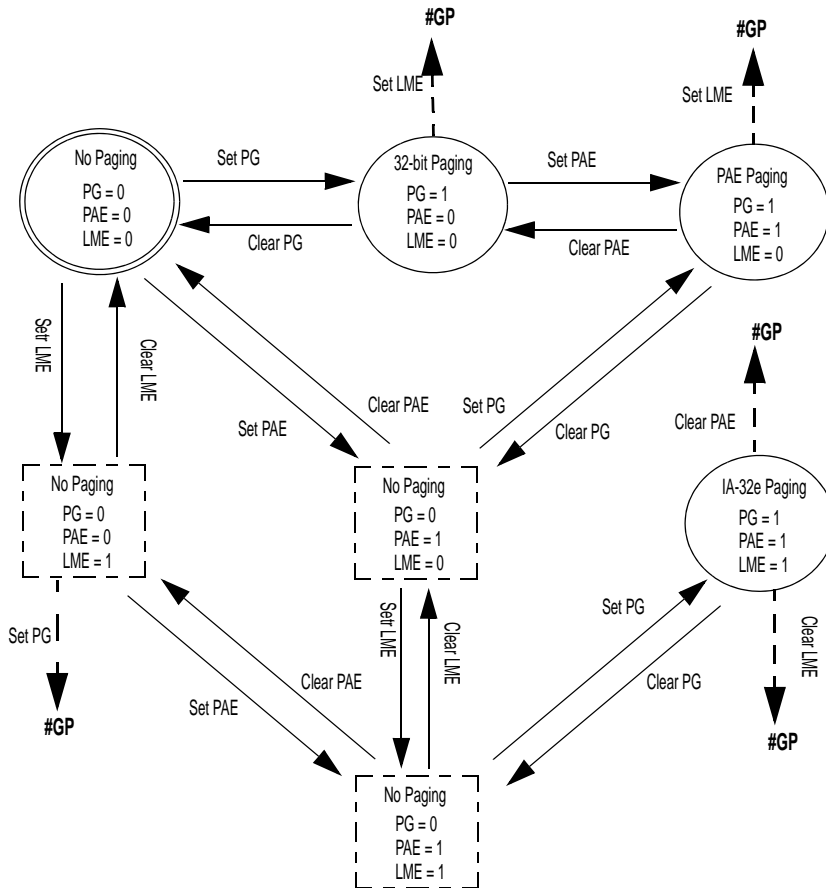 #GP
#GP
Set LME
Set LME
No Paging
PG = 0
PAE = 0
LME = 0
Set PG
32-bit Paging
PG = 1
PAE = 0
LME = 0
Set PAE
PAE Paging
PG = 1
PAE = 1
LME = 0
Clear PG
Clear PAE
Setr LME
Clear LME
Set PAE
Clear PAE
Set PG
Clear PG
#GP
Clear PAE
No Paging
PG = 0
PAE = 0
LME = 1
No Paging
PG = 0
PAE = 1
LME = 0
IA-32e Paging
PG = 1
PAE = 1
LME = 1
Set PG
#GP
Set PAE
Clear PAE
Setr LME
Clear LME
Set PG
Clear PG
Clear LME
#GP
No Paging
PG = 0
PAE = 1
LME = 1